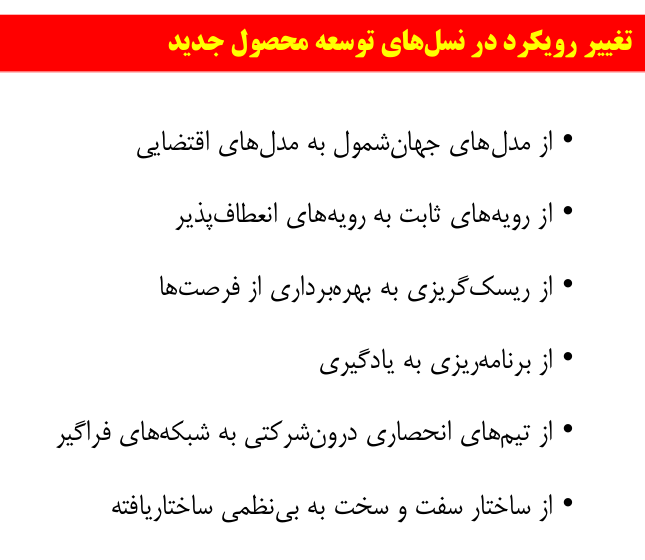 تغییر رویکرد در نسل‌های توسعه محصول جدید
• از مدل‌های جهان‌شمول به مدل‌های اقتضایی
• از رویه‌های ثابت به رویه‌های انعطاف‌پذیر
• از ریسک‌گریزی به بهره‌برداری از فرصت‌ها
• از برنامه‌ریزی به یادگیری
• از تیم‌های انحصاری درون‌شرکتی به شبکه‌های فراگیر
• از ساختار سفت و سخت به بی‌نظمی ساختاریافته